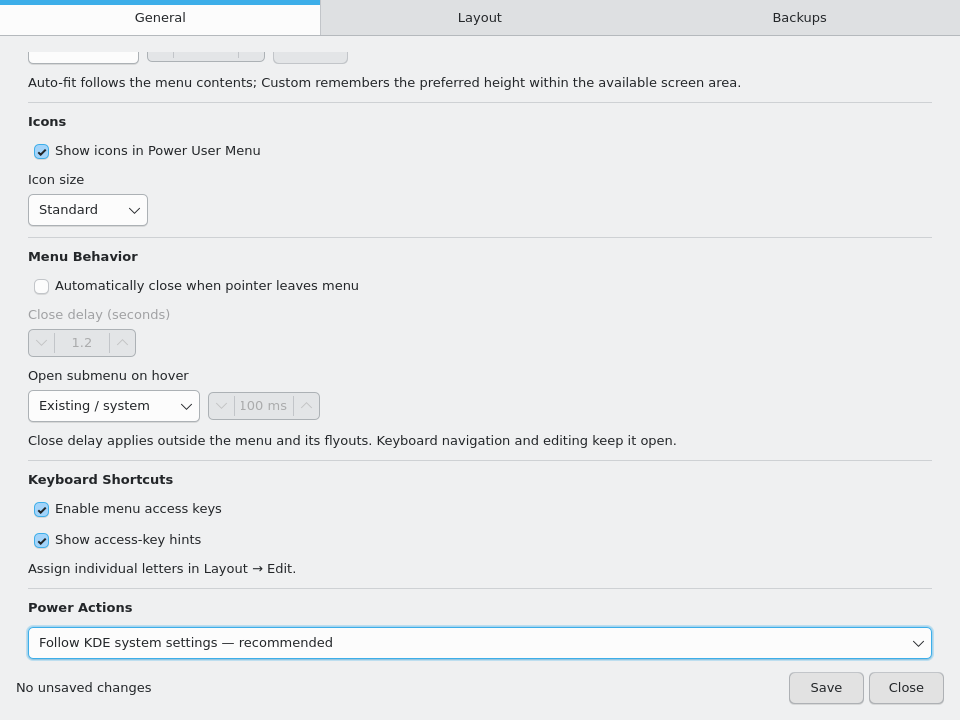 General
Layout
Backups
Auto-fit follows the menu contents; Custom remembers the preferred height within the available screen area.
Icons
Show icons in Power User Menu
Icon size
Standard
Menu Behavior
Automatically close when pointer leaves menu
Close delay (seconds)
1.2
Open submenu on hover
Existing / system
100 ms
Close delay applies outside the menu and its flyouts. Keyboard navigation and editing keep it open.
Keyboard Shortcuts
Enable menu access keys
Show access-key hints
Assign individual letters in Layout → Edit.
Power Actions
Follow KDE system settings — recommended
No unsaved changes
Save
Close